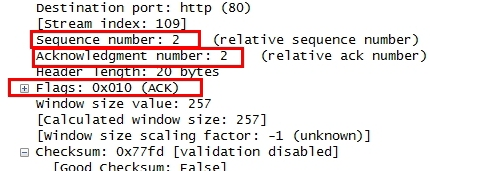 Destination port: http (80)
[Stream index: 109]
Sequence number: 2 (relative sequence number)
Acknowledgment number: 2 (relative ack number)
Header length: 20 bytes
Flags: 0x010 (ACK)
Window size value: 257
[Calculated window size: 257]
[Window size scaling factor: -1 (unknown)]
Checksum: 0x77fd [validation disabled]
[Good Checksum: False]